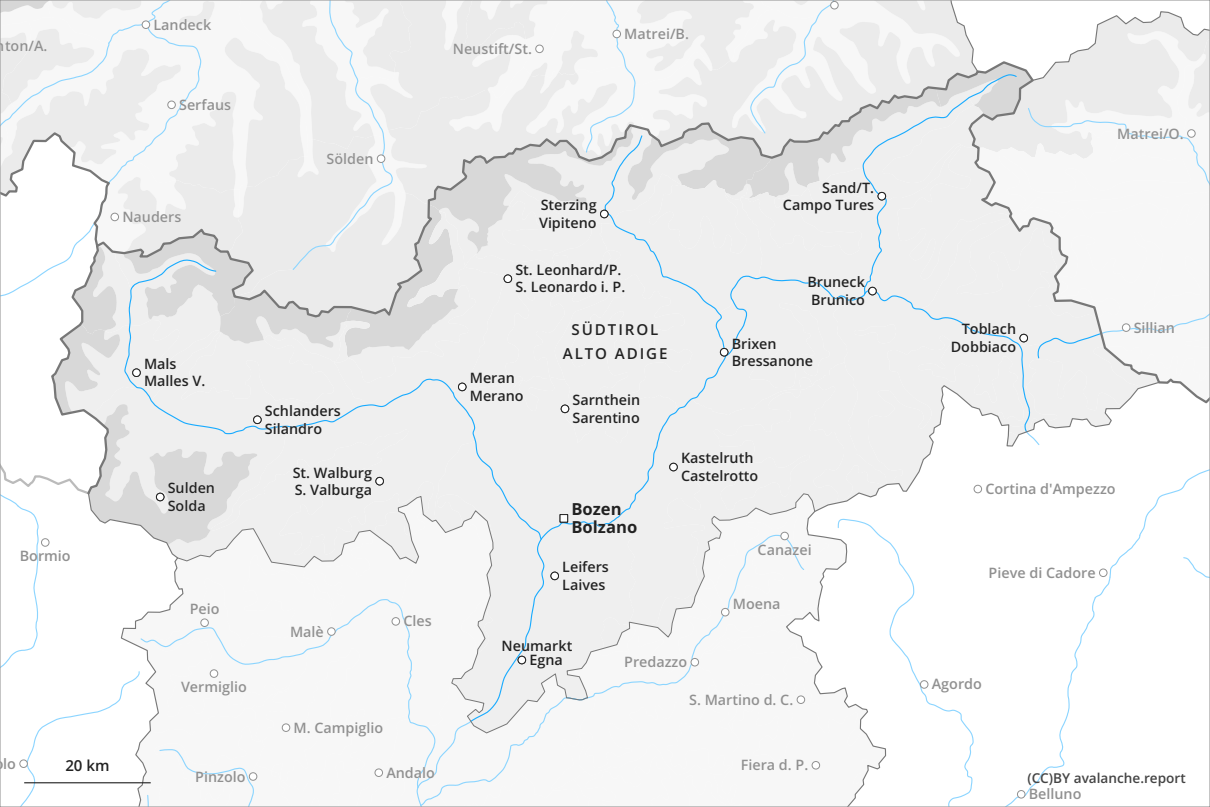 Landeck
Matrei/B.
nton/A.
Neustift/St.
Serfaus
Matrei/O.
Sölden
Sand/T.
Campo Tures
Nauders
Sterzing
Vipiteno
St. Leonhard/P.
S. Leonardo i. P.
Bruneck
Brunico
SÜDTIROL
ALTO ADIGE
Toblach
Dobbiaco
Sillian
Brixen
Bressanone
Mals
Malles V.
Meran
Merano
Sarnthein
Sarentino
Schlanders
Silandro
Kastelruth
Castelrotto
St. Walburg
S. Valburga
Sulden
Solda
Cortina d'Ampezzo
Bozen
Bolzano
Bormio
Canazei
Leifers
Laives
Pieve di Cadore
Peio
Moena
Malè
Cles
Neumarkt
Egna
Predazzo
Vermiglio
Agordo
S. Martino d. C.
M. Campiglio
20 km
olo
Pinzolo
Andalo
Fiera d. P.
(CC)BY avalanche.report
Belluno